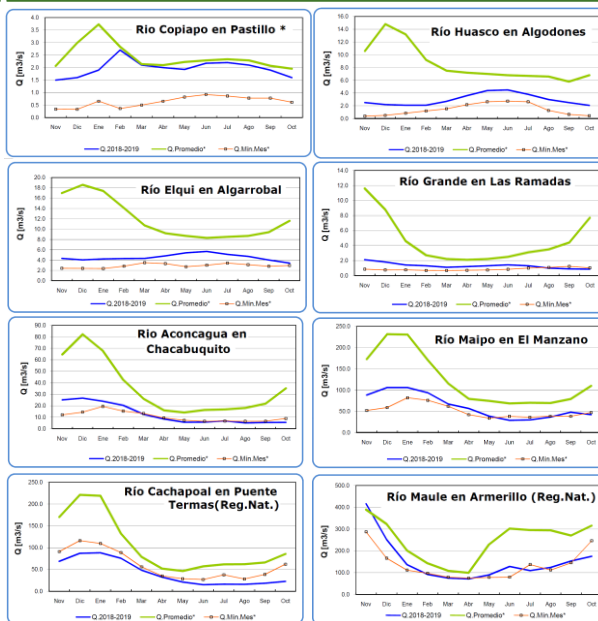 Rio Copiapo en Pastillo *
Q [m3/s]
4.0
3.5
3.0
2.5
2.0
1.5
1.0
0.5
0.0
Nov Dic Ene Feb Mar Abr May Jun Jul Ago Sep Oct
Q.2018-2019 Q.Promedio* Q.Min.Mes*
Río Huasco en Algodones
Q [m3/s]
16.0
14.0
12.0
10.0
8.0
6.0
4.0
2.0
0.0
Nov Dic Ene Feb Mar Abr May Jun Jul Ago Sep Oct
Q.2018-2019 Q.Promedio* Q.Min.Mes*
Río Elqui en Algarrobal
Q [m3/s]
20.0
18.0
16.0
14.0
12.0
10.0
8.0
6.0
4.0
2.0
0.0
Nov Dic Ene Feb Mar Abr May Jun Jul Ago Sep Oct
Q.2018-2019 Q.Promedio* Q.Min.Mes*
Río Grande en Las Ramadas
Q [m3/s]
14.0
12.0
10.0
8.0
6.0
4.0
2.0
0.0
Nov Dic Ene Feb Mar Abr May Jun Jul Ago Sep Oct
Q.2018-2019 Q.Promedio* Q.Min.Mes*
Rio Aconcagua en
Chacabuquito
Q [m3/s]
90.0
80.0
70.0
60.0
50.0
40.0
30.0
20.0
10.0
0.0
Nov Dic Ene Feb Mar Abr May Jun Jul Ago Sep Oct
Q.2018-2019 Q.Promedio* Q.Min.Mes*
Río Maipo en El Manzano
Q [m3/s]
250.0
200.0
150.0
100.0
50.0
0.0
Nov Dic Ene Feb Mar Abr May Jun Jul Ago Sep Oct
Q.2018-2019 Q.Promedio* Q.Min.Mes*
Río Cachapoal en Puente
Termas(Reg.Nat.)
Q [m3/s]
250.0
200.0
150.0
100.0
50.0
0.0
Nov Dic Ene Feb Mar Abr May Jun Jul Ago Sep Oct
Q.2018-2019 Q.Promedio* Q.Min.Mes*
Río Maule en Armerillo (Reg.Nat.)
Q [m3/s]
500.0
400.0
300.0
200.0
100.0
0
Nov Dic Ene Feb Mar Abr May Jun Jul Ago Sep Oct
Q.2018-2019 Q.Promedio* Q.Min.Mes*